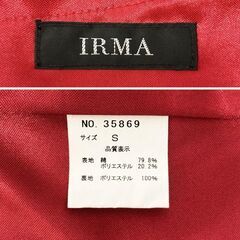 IRMA
NO. 35869
サイズ S
品質表示
表地 綿 79.8%
ポリエステル 20.2%
裏地 ポリエステル 100%